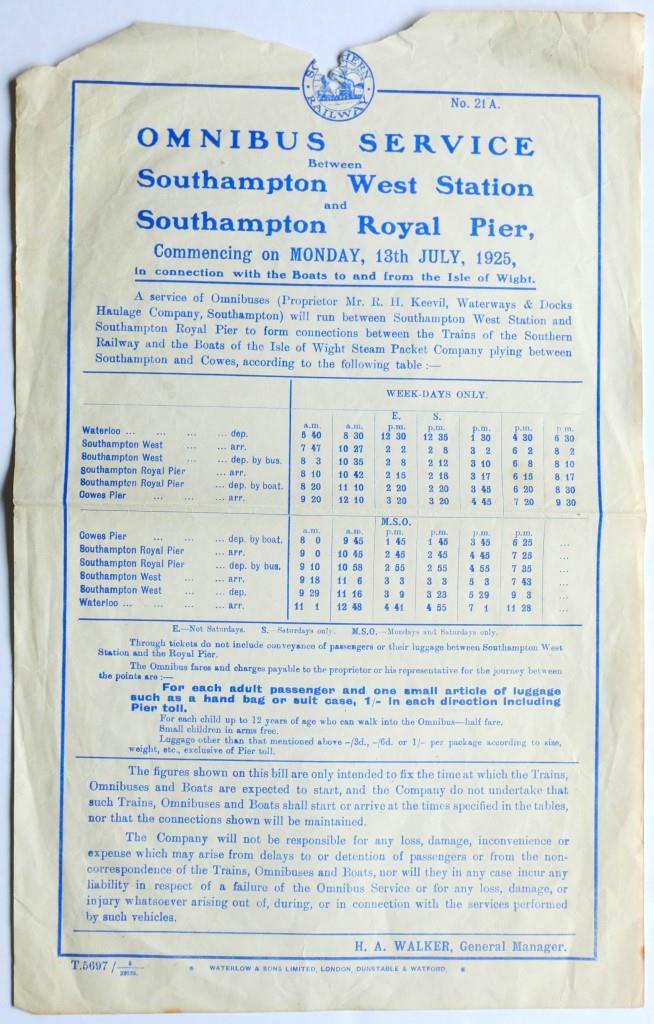 SOUTHERN RAILWAY
No. 21A.
OMNIBUS SERVICE
Between
Southampton West Station
and
Southampton Royal Pier,
Commencing on MONDAY, 13th JULY, 1925,
in connection with the Boats to and from the Isle of Wight.
A service of Omnibuses (Proprietor Mr. R. H. Keevil, Waterways & Docks
Haulage Company, Southampton) will run between Southampton West Station and
Southampton Royal Pier to form connections between the Trains of the Southern
Railway and the Boats of the Isle of Wight Steam Packet Company plying between
Southampton and Cowes, according to the following table :—
WEEK-DAYS ONLY.
E. S.
a.m. a.m. p.m. p.m. p.m. p.m. p.m.
Waterloo ... ... ... ... dep. 5 40 8 30 12 30 12 35 1 30 4 30 6 30
Southampton West ... ... arr. 7 47 10 27 2 2 2 8 3 2 6 2 8 2
Southampton West ... ... dep. by bus. 8 3 10 35 2 8 2 12 3 10 6 8 8 10
Southampton Royal Pier ... arr. 8 10 10 42 2 15 2 18 3 17 6 15 8 17
Southampton Royal Pier ... dep. by boat. 8 20 11 10 2 20 2 20 3 45 6 20 8 30
Cowes Pier ... ... ... arr. 9 20 12 10 3 20 3 20 4 45 7 20 9 30
M.S.O.
a.m. a.m. p.m. p.m. p.m. p.m.
Cowes Pier ... ... ... dep. by boat. 8 0 9 45 1 45 1 45 3 45 6 25 ...
Southampton Royal Pier ... arr. 9 0 10 45 2 45 2 45 4 45 7 25 ...
Southampton Royal Pier ... dep. by bus. 9 10 10 58 2 55 2 55 4 55 7 35 ...
Southampton West ... ... arr. 9 18 11 6 3 3 3 3 5 3 7 43 ...
Southampton West ... ... dep. 9 29 11 16 3 9 3 23 5 29 9 3 ...
Waterloo ... ... ... ... arr. 11 1 12 48 4 41 4 55 7 1 11 28 ...
E.—Not Saturdays. S.—Saturdays only. M.S.O.—Mondays and Saturdays only.
Through tickets do not include conveyance of passengers or their luggage between Southampton West
Station and the Royal Pier.
The Omnibus fares and charges payable to the proprietor or his representative for the journey between
the points are :—
For each adult passenger and one small article of luggage
such as a hand bag or suit case, 1/- in each direction including
Pier toll.
For each child up to 12 years of age who can walk into the Omnibus—half fare.
Small children in arms free.
Luggage other than that mentioned above -/3d., -/6d. or 1/- per package according to size,
weight, etc., exclusive of Pier toll.
The figures shown on this bill are only intended to fix the time at which the Trains,
Omnibuses and Boats are expected to start, and the Company do not undertake that
such Trains, Omnibuses and Boats shall start or arrive at the times specified in the tables,
nor that the connections shown will be maintained.
The Company will not be responsible for any loss, damage, inconvenience or
expense which may arise from delays to or detention of passengers or from the non-
correspondence of the Trains, Omnibuses and Boats, nor will they in any case incur any
liability in respect of a failure of the Omnibus Service or for any loss, damage, or
injury whatsoever arising out of, during, or in connection with the services performed
by such vehicles.
H. A. WALKER, General Manager.
T.5697/
WATERLOW & SONS LIMITED, LONDON, DUNSTABLE & WATFORD.